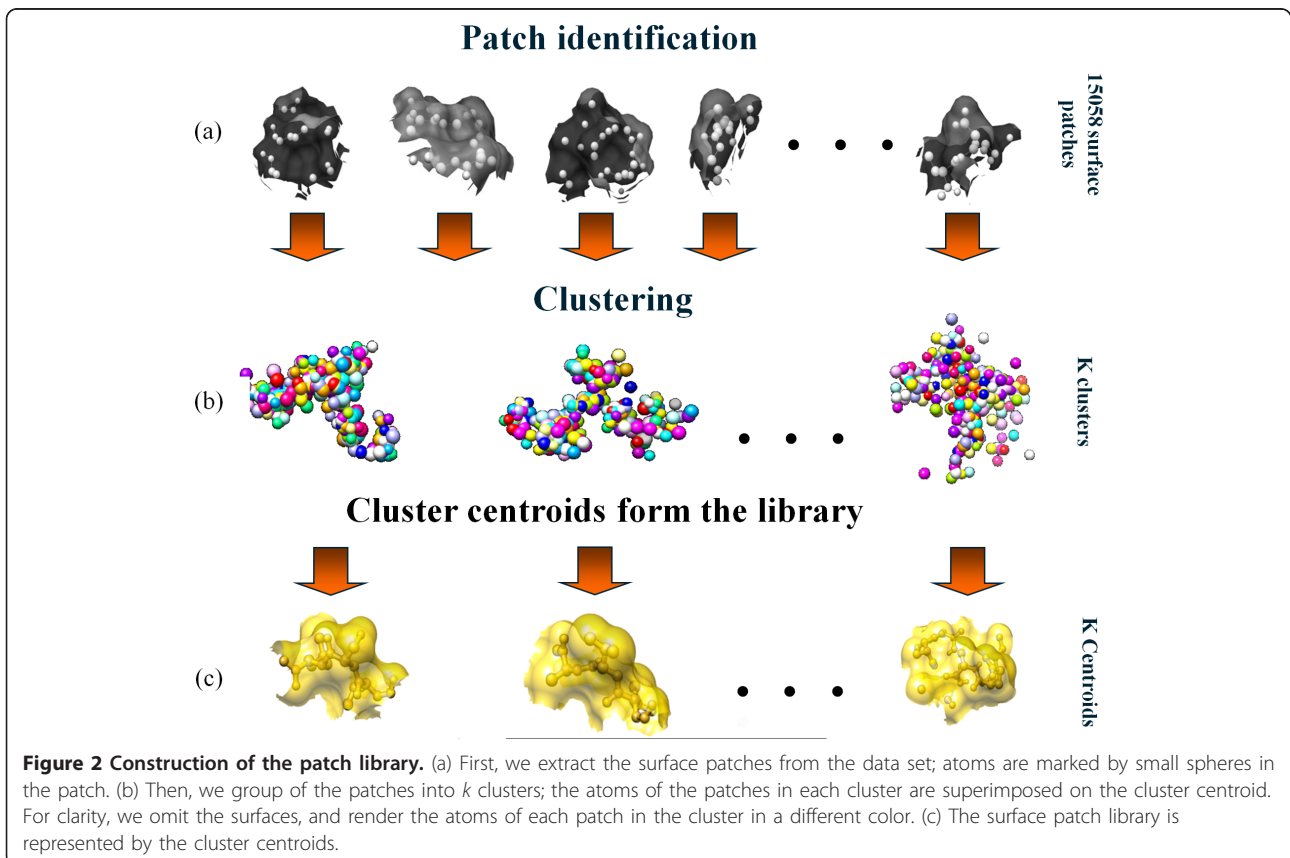 Patch identification
(a)
15058 surface
patches
Clustering
(b)
K clusters
Cluster centroids form the library
(c)
K Centroids
Figure 2 Construction of the patch library. (a) First, we extract the surface patches from the data set; atoms are marked by small spheres in
the patch. (b) Then, we group of the patches into k clusters; the atoms of the patches in each cluster are superimposed on the cluster centroid.
For clarity, we omit the surfaces, and render the atoms of each patch in the cluster in a different color. (c) The surface patch library is
represented by the cluster centroids.